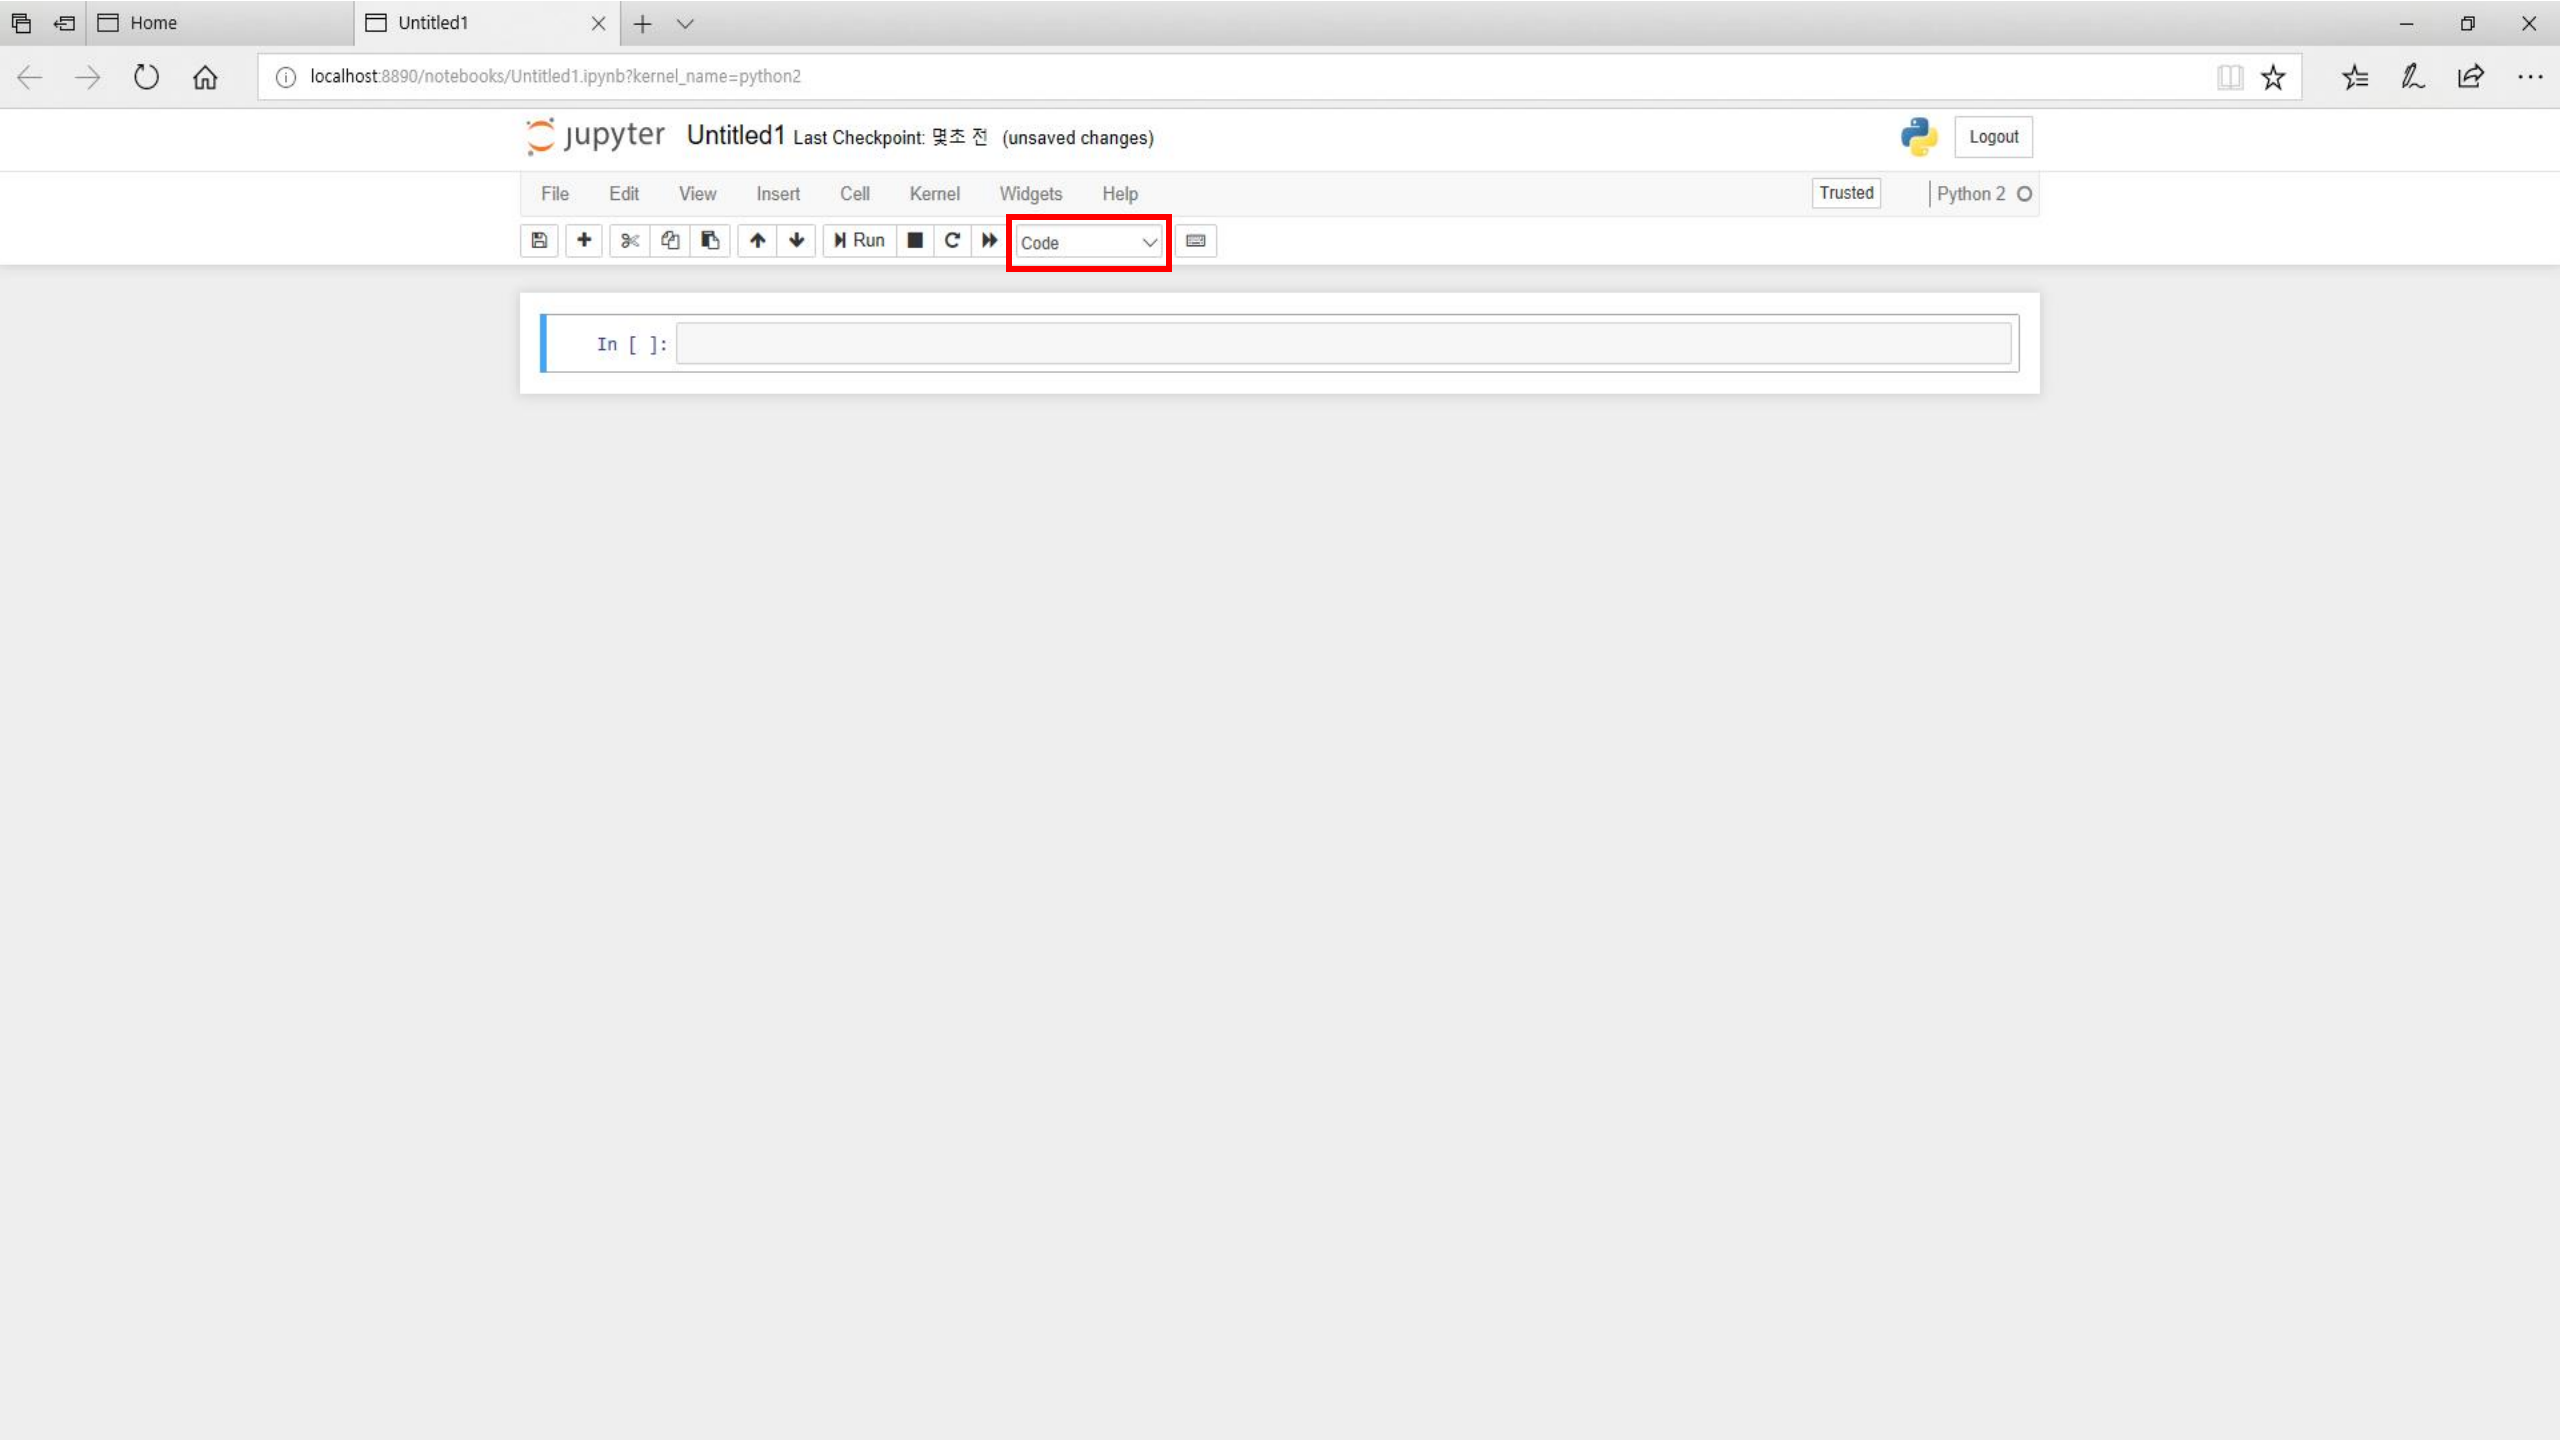 Home
Untitled1
localhost:8890/notebooks/Untitled1.ipynb?kernel_name=python2
jupyter Untitled1 Last Checkpoint: 몇초 전 (unsaved changes)
Logout
File Edit View Insert Cell Kernel Widgets Help
Trusted
Python 2
Run
Code
In [ ]: